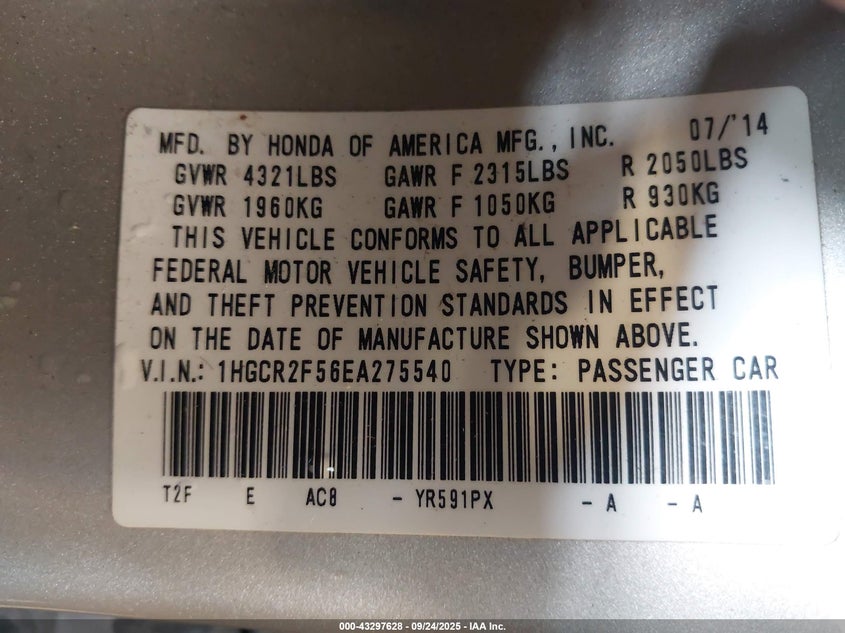 MFD. BY HONDA OF AMERICA MFG., INC. 07/'14
GVWR 4321LBS GAWR F 2315LBS R 2050LBS
GVWR 1960KG GAWR F 1050KG R 930KG
THIS VEHICLE CONFORMS TO ALL APPLICABLE
FEDERAL MOTOR VEHICLE SAFETY, BUMPER,
AND THEFT PREVENTION STANDARDS IN EFFECT
ON THE DATE OF MANUFACTURE SHOWN ABOVE.
V.I.N.: 1HGCR2F56EA275540 TYPE: PASSENGER CAR
T2F E AC8 - YR591PX - A - A
000-43297628 - 09/24/2025 - IAA Inc.